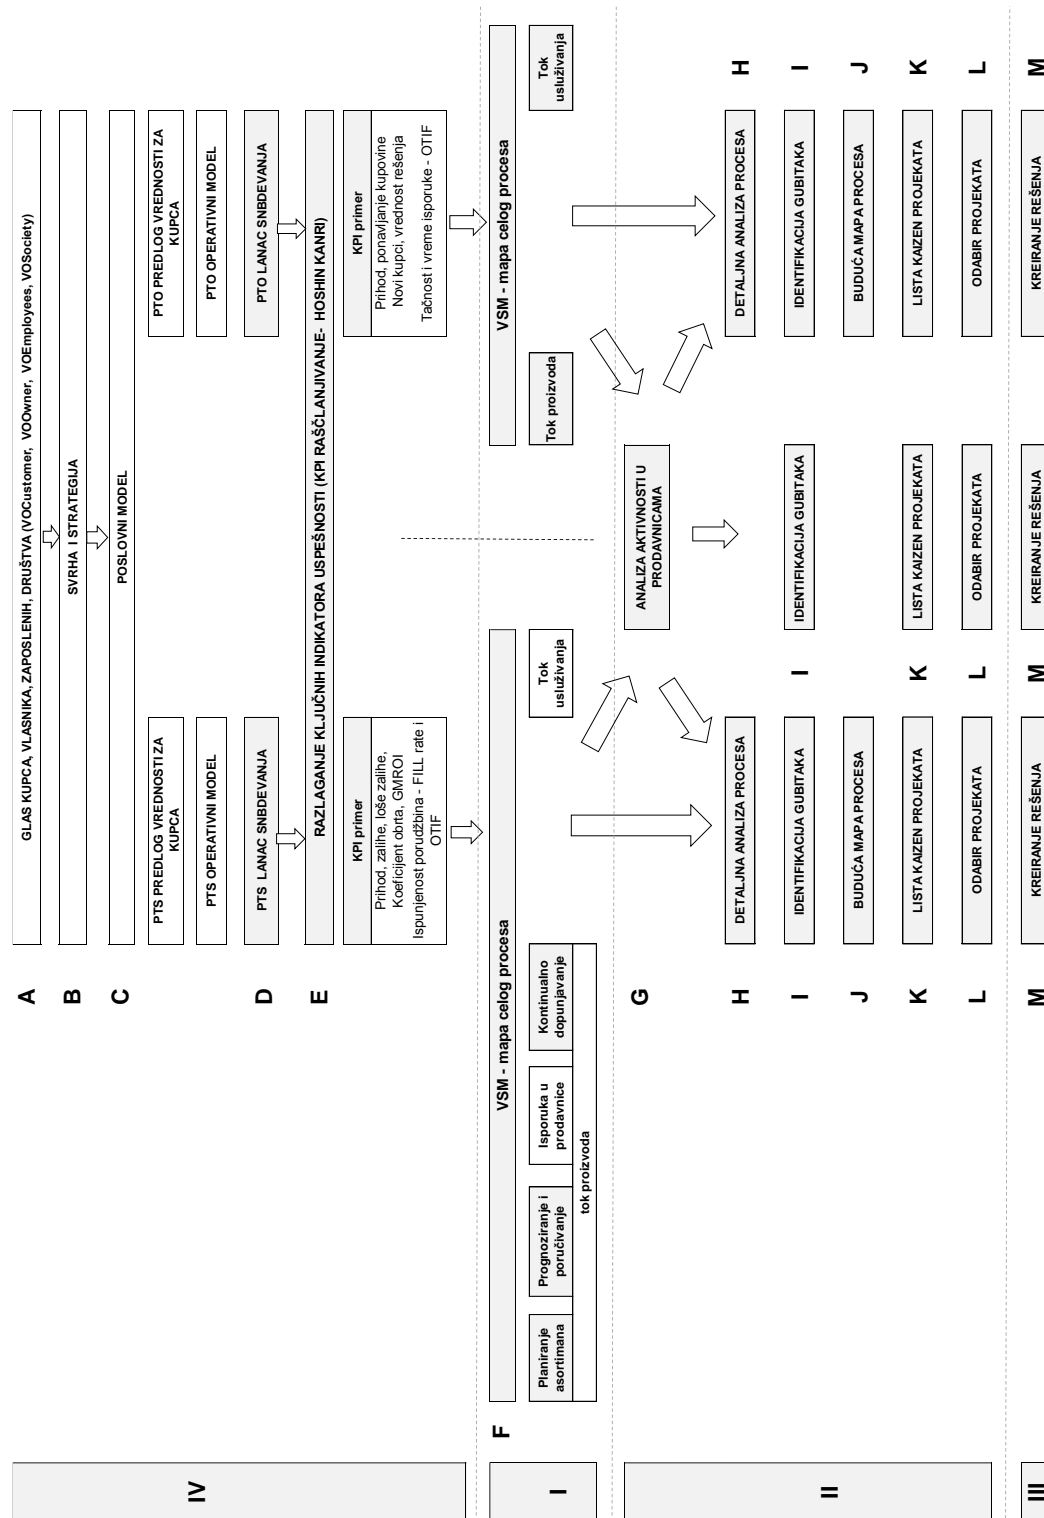 IV
A
GLAS KUPCA, VLASNIKA, ZAPOSLENIH, DRUŠTVA (VOCustomer, VOOwner, VOEmployees, VOSociety)
B
SVRHA I STRATEGIJA
C
POSLOVNI MODEL
PTS PREDLOG VREDNOSTI ZA
KUPCA
PTO PREDLOG VREDNOSTI ZA
KUPCA
PTS OPERATIVNI MODEL
PTO OPERATIVNI MODEL
D
PTS LANAC SNBDEVANJA
PTO LANAC SNBDEVANJA
E
RAZLAGANJE KLJUČNIH INDIKATORA USPEŠNOSTI (KPI RAŠČLANJIVANJE- HOSHIN KANRI)
KPI primer
Prihod, zalihe, loše zalihe,
Koeficijent obrta, GMROI
Ispunjenost porudžbina - FILL rate i
OTIF
KPI primer
Prihod, ponavljanje kupovine
Novi kupci, vrednost rešenja
Tačnost i vreme isporuke - OTIF
I
F
VSM - mapa celog procesa
VSM - mapa celog procesa
Planiranje
asortimana
Prognoziranje i
poručivanje
Isporuka u
prodavnice
Kontinualno
dopunjavanje
tok proizvoda
Tok
usluživanja
Tok proizvoda
Tok
usluživanja
II
G
ANALIZA AKTIVNOSTI U
PRODAVNICAMA
H
DETALJNA ANALIZA PROCESA
DETALJNA ANALIZA PROCESA
H
I
IDENTIFIKACIJA GUBITAKA
I
IDENTIFIKACIJA GUBITAKA
IDENTIFIKACIJA GUBITAKA
I
J
BUDUĆA MAPA PROCESA
BUDUĆA MAPA PROCESA
J
K
LISTA KAIZEN PROJEKATA
K
LISTA KAIZEN PROJEKATA
LISTA KAIZEN PROJEKATA
K
L
ODABIR PROJEKATA
L
ODABIR PROJEKATA
ODABIR PROJEKATA
L
III
M
KREIRANJE REŠENJA
M
KREIRANJE REŠENJA
KREIRANJE REŠENJA
M